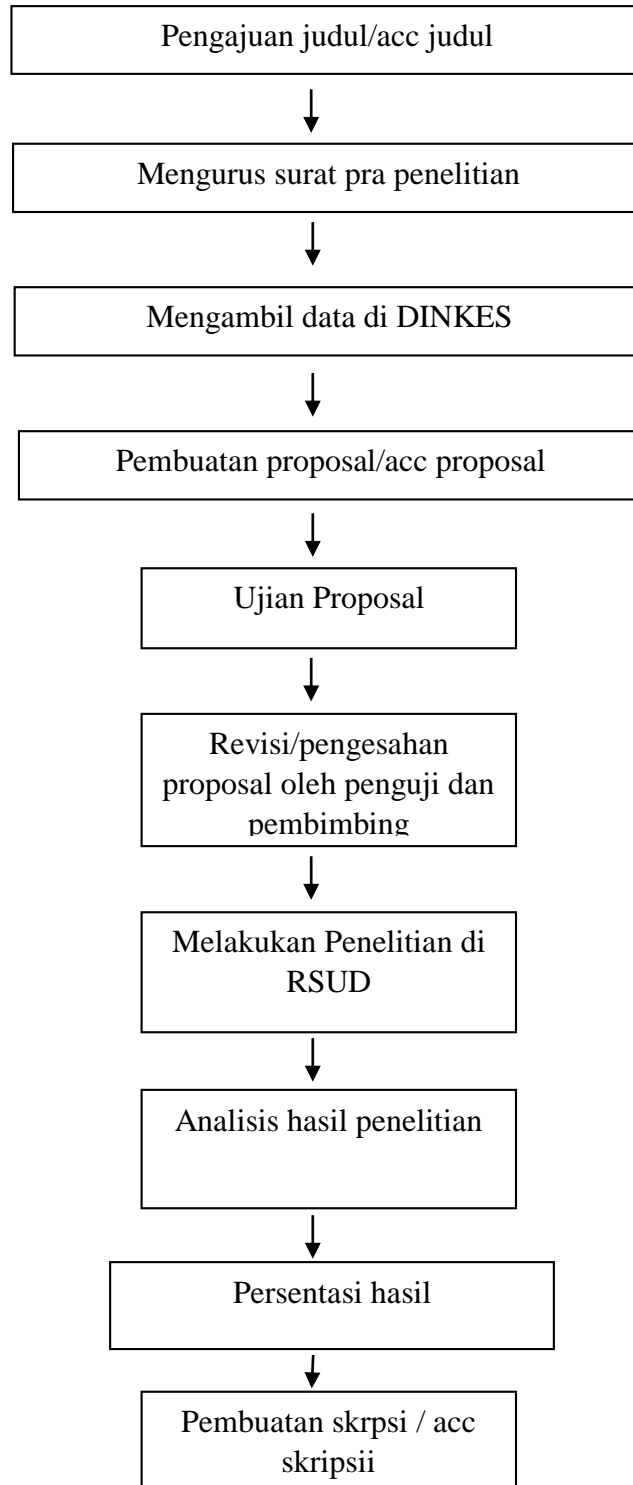 Pengajuan judul/acc judul
Mengurus surat pra penelitian
Mengambil data di DINKES
Pembuatan proposal/acc proposal
Ujian Proposal
Revisi/pengesahan
proposal oleh penguji dan
pembimbing
Melakukan Penelitian di
RSUD
Analisis hasil penelitian
Persentasi hasil
Pembuatan skrpsi / acc
skripsii